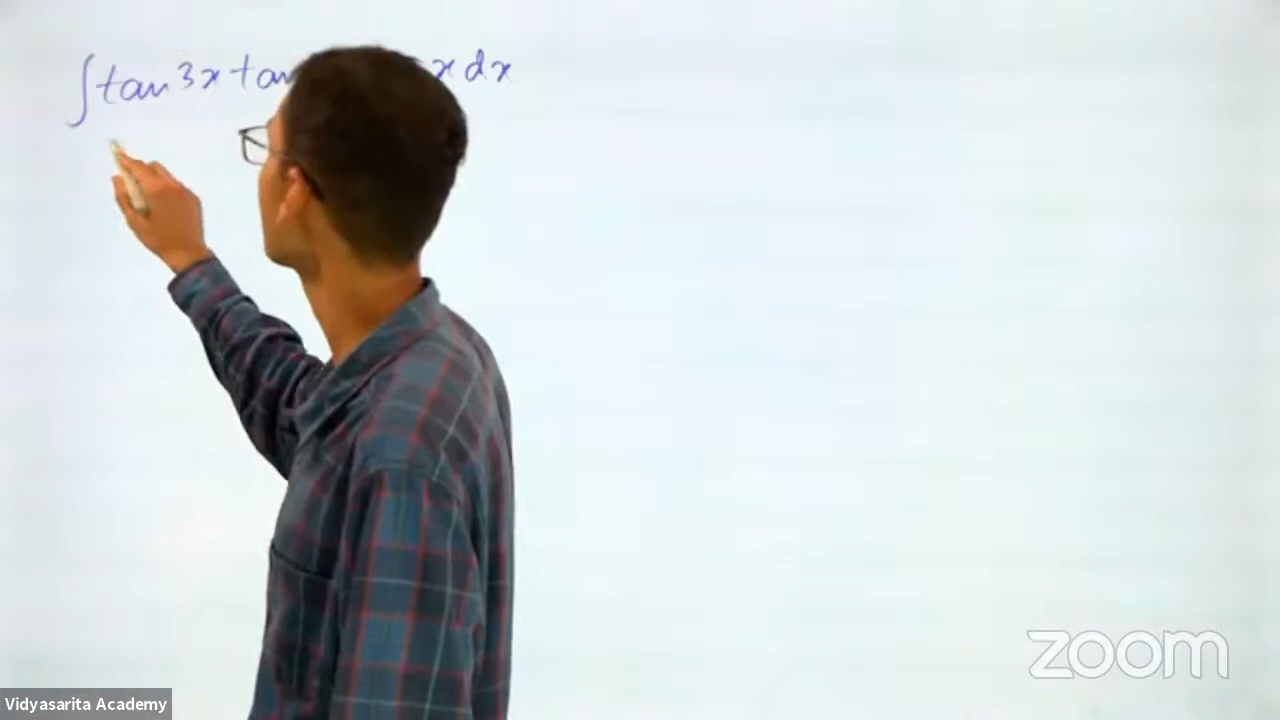 ∫tan 3x tan x dx
zoom
Vidyasarita Academy